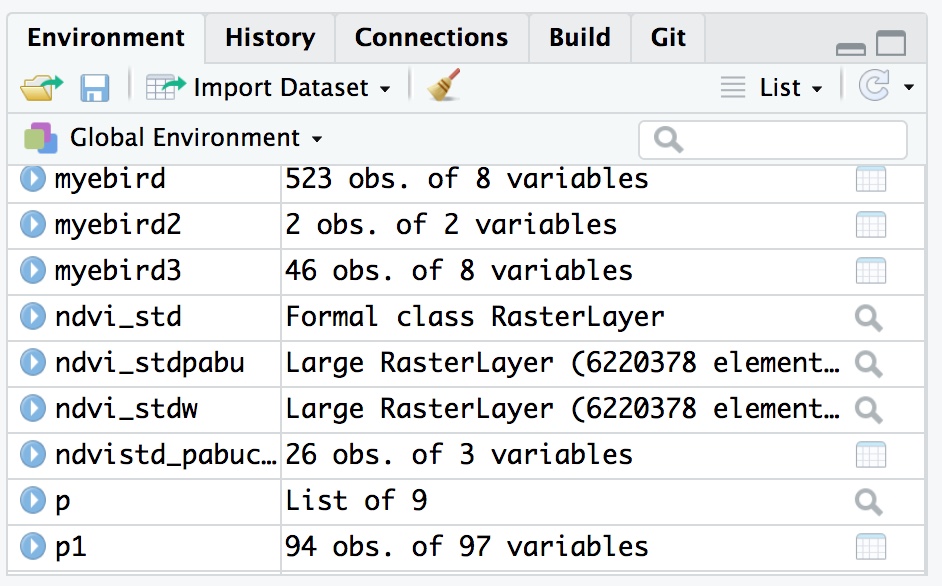 Environment History Connections Build Git
Import Dataset List
Global Environment
myebird 523 obs. of 8 variables
myebird2 2 obs. of 2 variables
myebird3 46 obs. of 8 variables
ndvi_std Formal class RasterLayer
ndvi_stdpabu Large RasterLayer (6220378 element…
ndvi_stdw Large RasterLayer (6220378 element…
ndvistd_pabuc… 26 obs. of 3 variables
p List of 9
p1 94 obs. of 97 variables